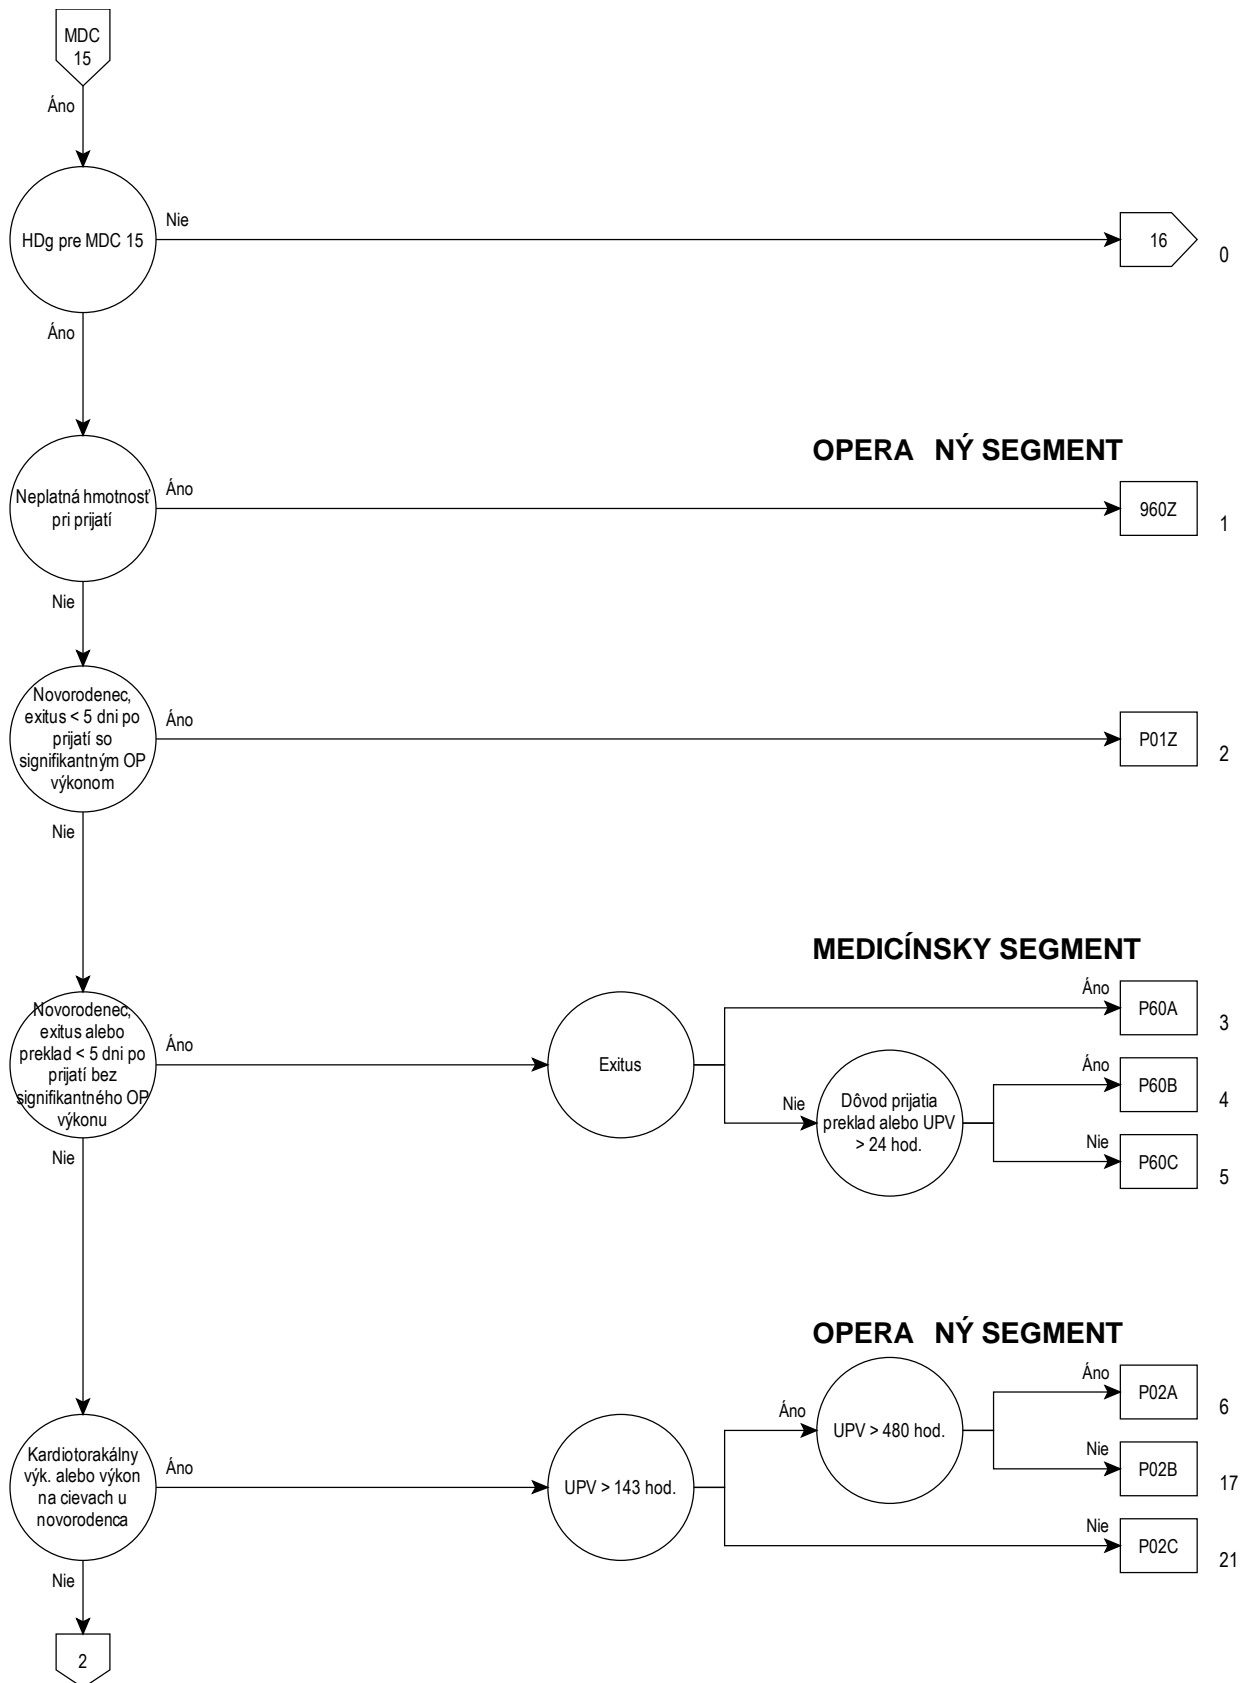 MDC
15
Áno
HDg pre MDC 15
Nie
16
0
Áno
OPERA NÝ SEGMENT
Neplatná hmotnosť
pri prijatí
Áno
960Z
1
Nie
Novorodenec,
exitus < 5 dni po
prijatí so
signifikantným OP
výkonom
Áno
P01Z
2
Nie
MEDICÍNSKY SEGMENT
Novorodenec,
exitus alebo
preklad < 5 dni po
prijatí bez
signifikantného OP
výkonu
Áno
Exitus
Áno
P60A
3
Nie
Dôvod prijatia
preklad alebo UPV
> 24 hod.
Áno
P60B
4
Nie
P60C
5
Nie
OPERA NÝ SEGMENT
Kardiotorakálny
výk. alebo výkon
na cievach u
novorodenca
Áno
UPV > 143 hod.
Áno
UPV > 480 hod.
Áno
P02A
6
Nie
P02B
17
Nie
P02C
21
Nie
2